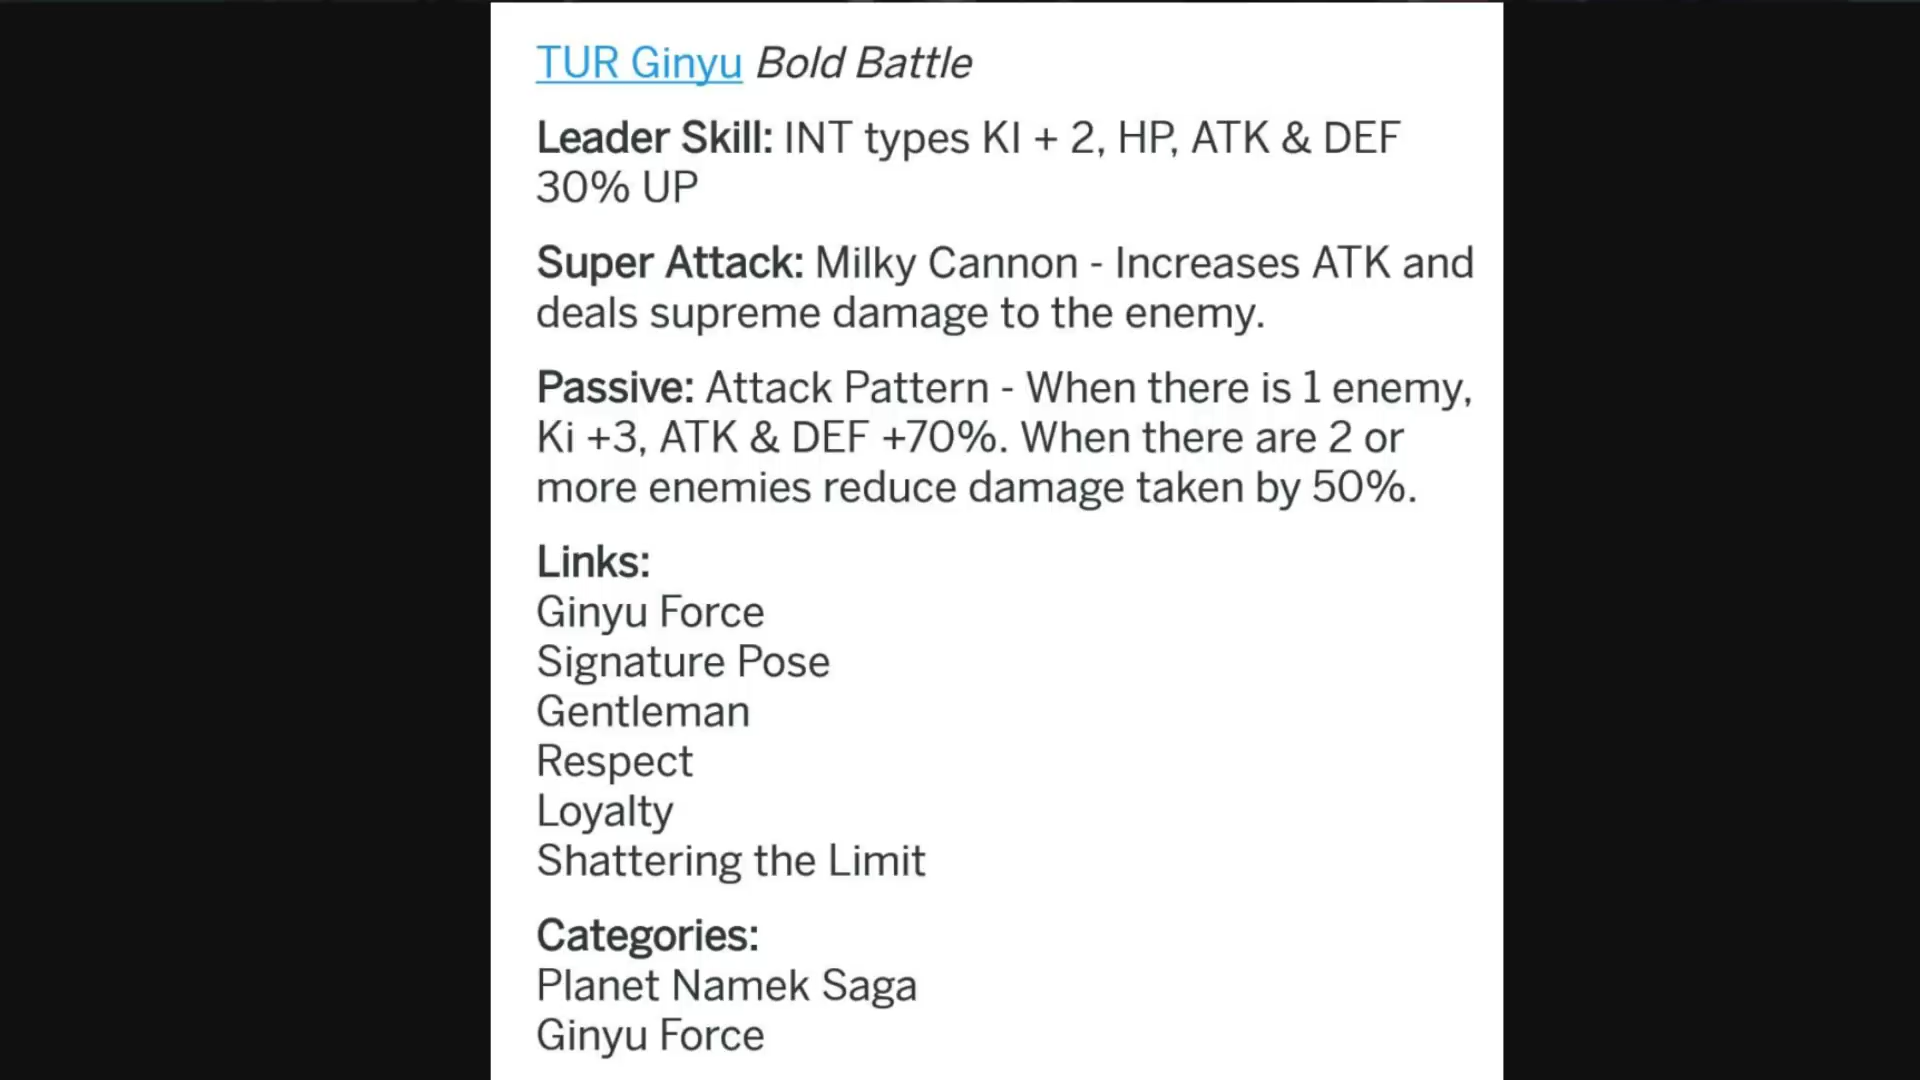 TUR Ginyu Bold Battle
Leader Skill: INT types KI + 2, HP, ATK & DEF
30% UP
Super Attack: Milky Cannon - Increases ATK and
deals supreme damage to the enemy.
Passive: Attack Pattern - When there is 1 enemy,
Ki +3, ATK & DEF +70%. When there are 2 or
more enemies reduce damage taken by 50%.
Links:
Ginyu Force
Signature Pose
Gentleman
Respect
Loyalty
Shattering the Limit
Categories:
Planet Namek Saga
Ginyu Force